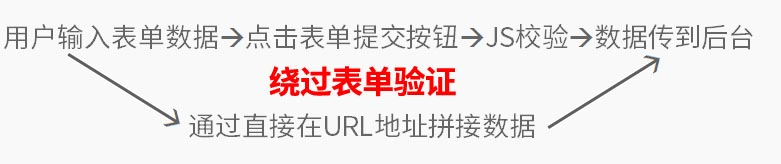 用户输入表单数据→点击表单提交按钮→JS校验→数据传到后台
绕过表单验证
通过直接在URL地址拼接数据